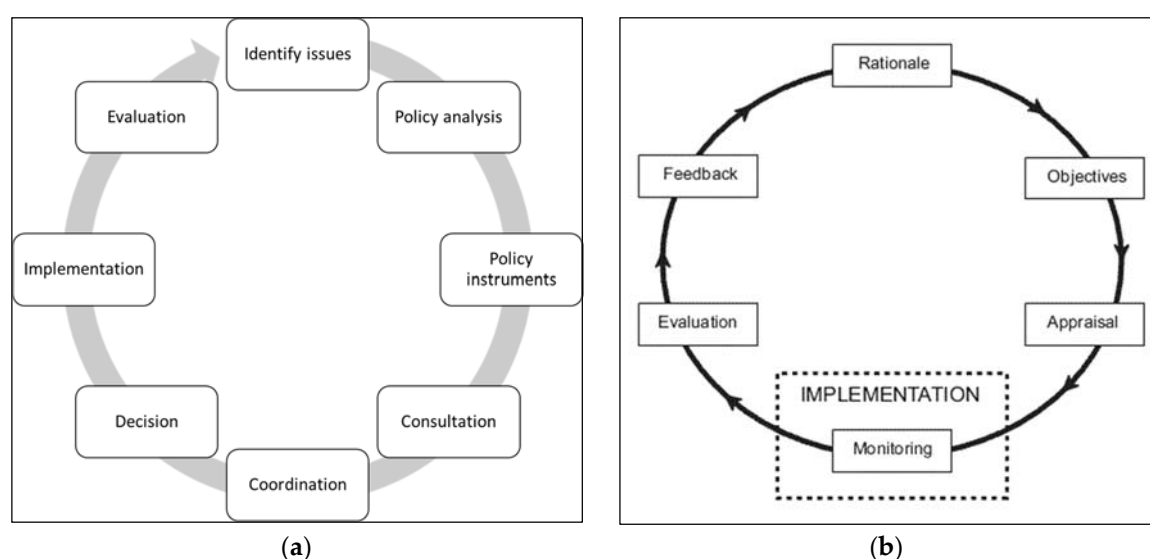 Identify issues
Policy analysis
Policy
instruments
Consultation
Coordination
Decision
Implementation
Evaluation
(a)
Rationale
Objectives
Appraisal
IMPLEMENTATION
Monitoring
Evaluation
Feedback
(b)